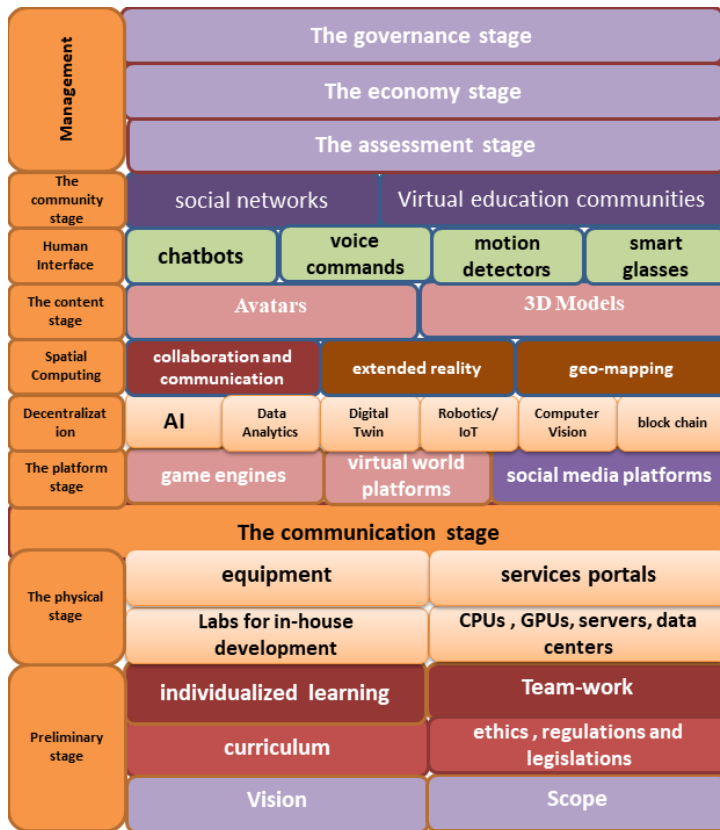 Management
The governance stage
The economy stage
The assessment stage
The
community
stage
social networks
Virtual education communities
Human
Interface
chatbots
voice
commands
motion
detectors
smart
glasses
The content
stage
Avatars
3D Models
Spatial
Computing
collaboration and
communication
extended reality
geo-mapping
Decentralizat
ion
AI
Data
Analytics
Digital
Twin
Robotics/
IoT
Computer
Vision
block chain
The platform
stage
game engines
virtual world
platforms
social media platforms
The communication stage
The physical
stage
equipment
services portals
Labs for in-house
development
CPUs , GPUs, servers, data
centers
Preliminary
stage
individualized learning
Team-work
curriculum
ethics , regulations and
legislations
Vision
Scope